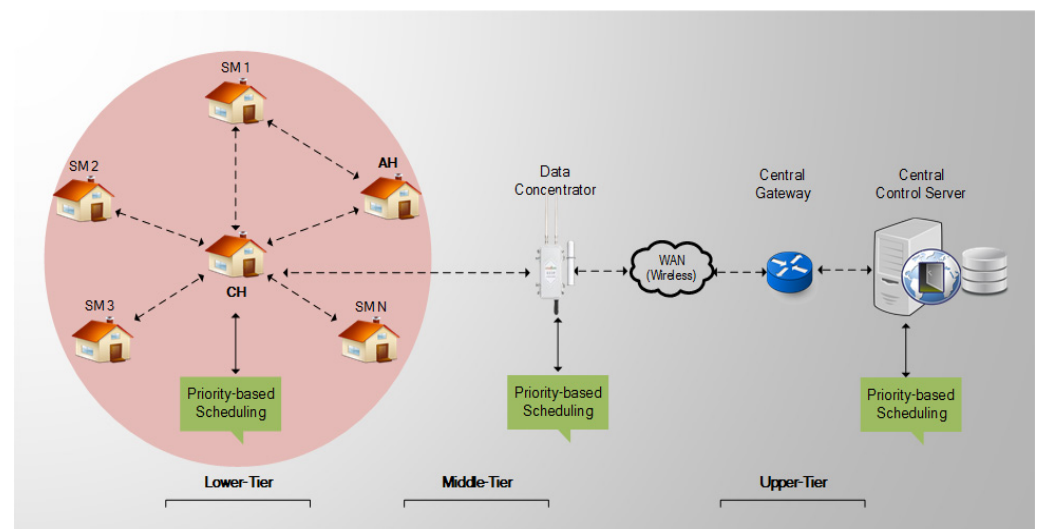 SM 1
SM 2
AH
CH
SM 3
SM N
Priority-based
Scheduling
Data
Concentrator
WAN
(Wireless)
Central
Gateway
Central
Control Server
Priority-based
Scheduling
Priority-based
Scheduling
Lower-Tier
Middle-Tier
Upper-Tier